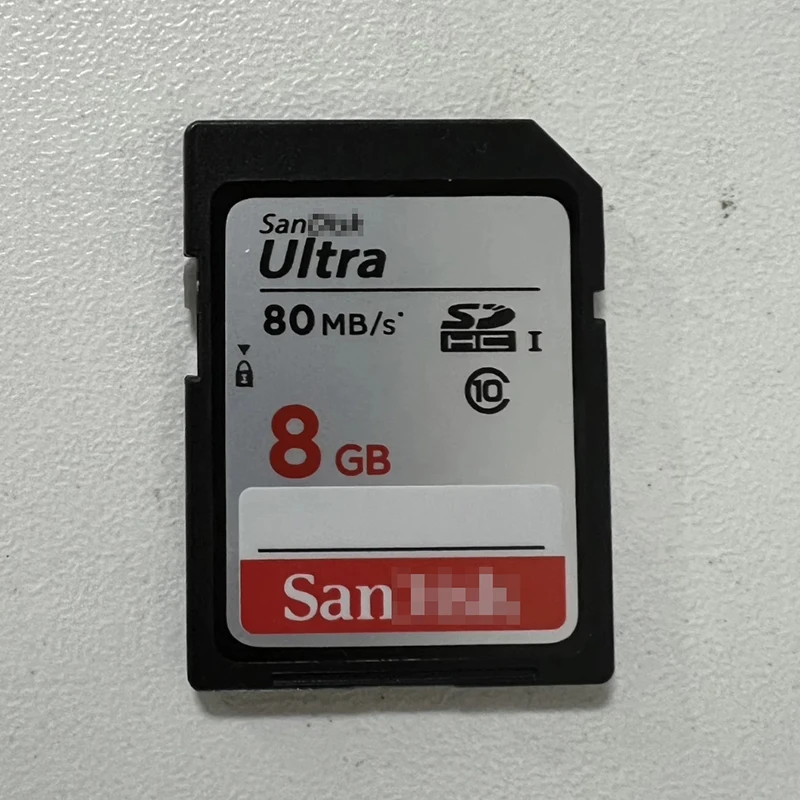 San
Ultra
80 MB/s*
SD
HC I
10
8 GB
San